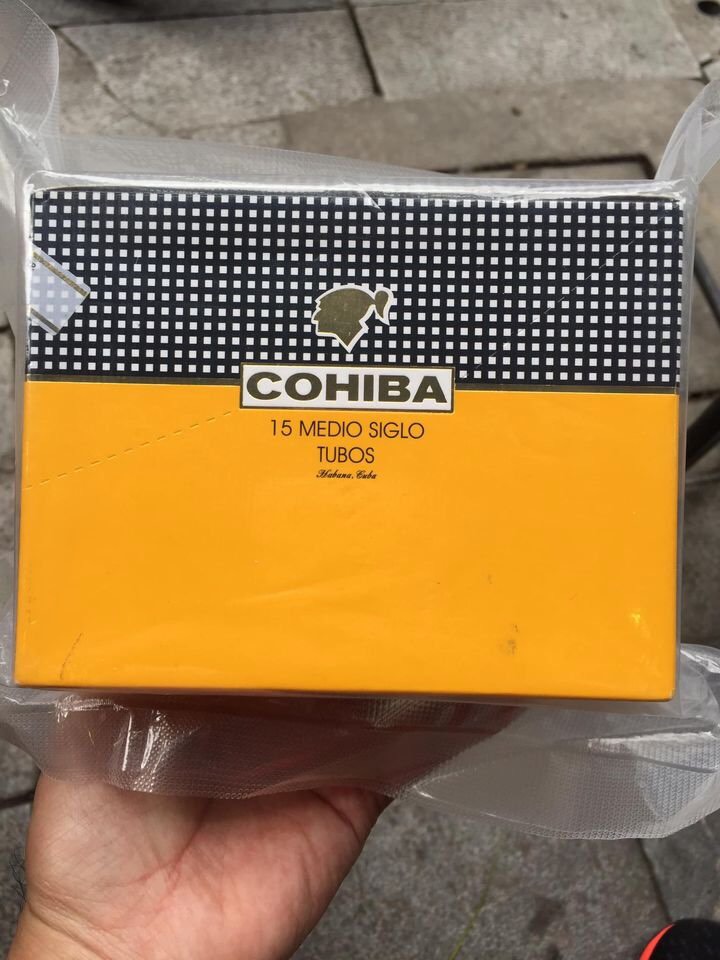 COHIBA
15 MEDIO SIGLO
TUBOS
Habana, Cuba